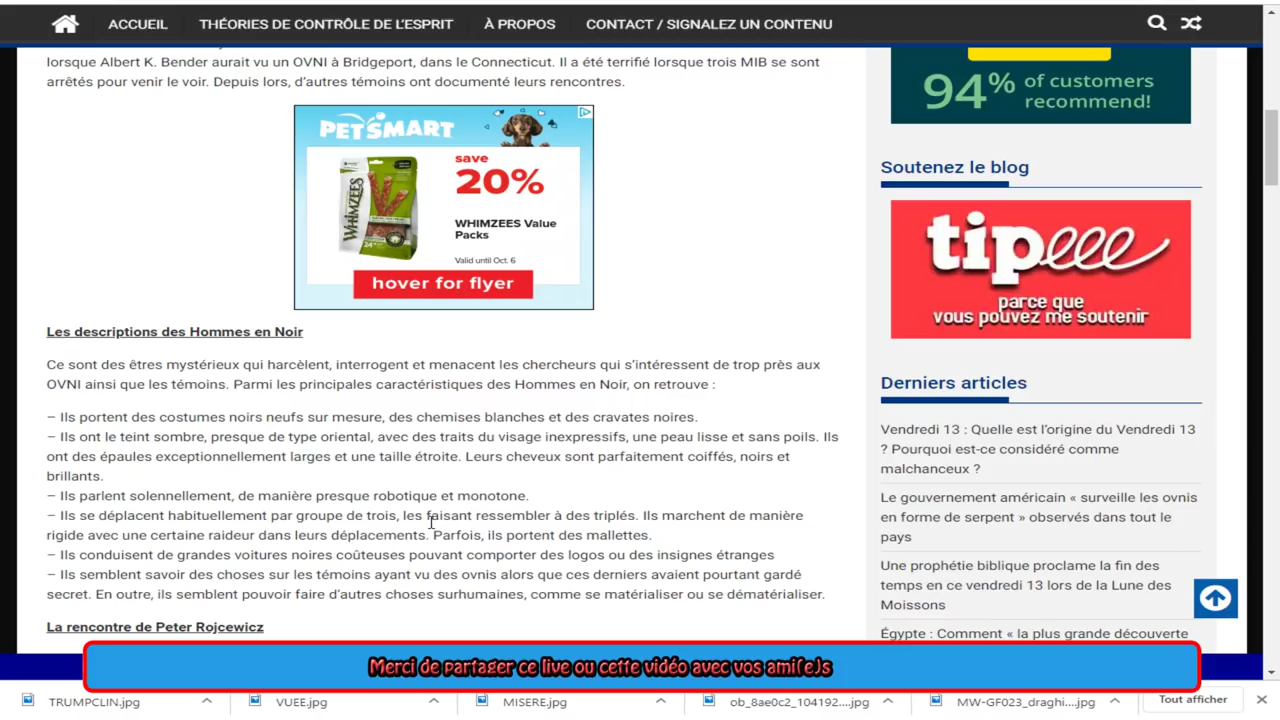 ACCUEIL THÉORIES DE CONTRÔLE DE L'ESPRIT À PROPOS CONTACT / SIGNALEZ UN CONTENU
lorsque Albert K. Bender aurait vu un OVNI à Bridgeport, dans le Connecticut. Il a été terrifié lorsque trois MIB se sont
arrêtés pour venir le voir. Depuis lors, d'autres témoins ont documenté leurs rencontres.
PETSMART
save
20%
WHIMZEES Value
Packs
Valid until Oct. 6
WHIMZEES
hover for flyer
Les descriptions des Hommes en Noir
Ce sont des êtres mystérieux qui harcèlent, interrogent et menacent les chercheurs qui s'intéressent de trop près aux
OVNI ainsi que les témoins. Parmi les principales caractéristiques des Hommes en Noir, on retrouve :
– Ils portent des costumes noirs neufs sur mesure, des chemises blanches et des cravates noires.
– Ils ont le teint sombre, presque de type oriental, avec des traits du visage inexpressifs, une peau lisse et sans poils. Ils
ont des épaules exceptionnellement larges et une taille étroite. Leurs cheveux sont parfaitement coiffés, noirs et
brillants.
– Ils parlent solennellement, de manière presque robotique et monotone.
– Ils se déplacent habituellement par groupe de trois, les faisant ressembler à des triplés. Ils marchent de manière
rigide avec une certaine raideur dans leurs déplacements. Parfois, ils portent des mallettes.
– Ils conduisent de grandes voitures noires coûteuses pouvant comporter des logos ou des insignes étranges
– Ils semblent savoir des choses sur les témoins ayant vu des ovnis alors que ces derniers avaient pourtant gardé
secret. En outre, ils semblent pouvoir faire d'autres choses surhumaines, comme se matérialiser ou se dématérialiser.
La rencontre de Peter Rojcewicz
94% of customers
recommend!
Soutenez le blog
tipeee
parce que
vous pouvez me soutenir
Derniers articles
Vendredi 13 : Quelle est l'origine du Vendredi 13
? Pourquoi est-ce considéré comme
malchanceux ?
Le gouvernement américain « surveille les ovnis
en forme de serpent » observés dans tout le
pays
Une prophétie biblique proclame la fin des
temps en ce vendredi 13 lors de la Lune des
Moissons
Égypte : Comment « la plus grande découverte
Merci de partager ce live ou cette vidéo avec vos ami(e)s
TRUMPCLIN.jpg VUEE.jpg MISERE.jpg ob_8ae0c2_104192....jpg MW-GF023_draghi....jpg Tout afficher